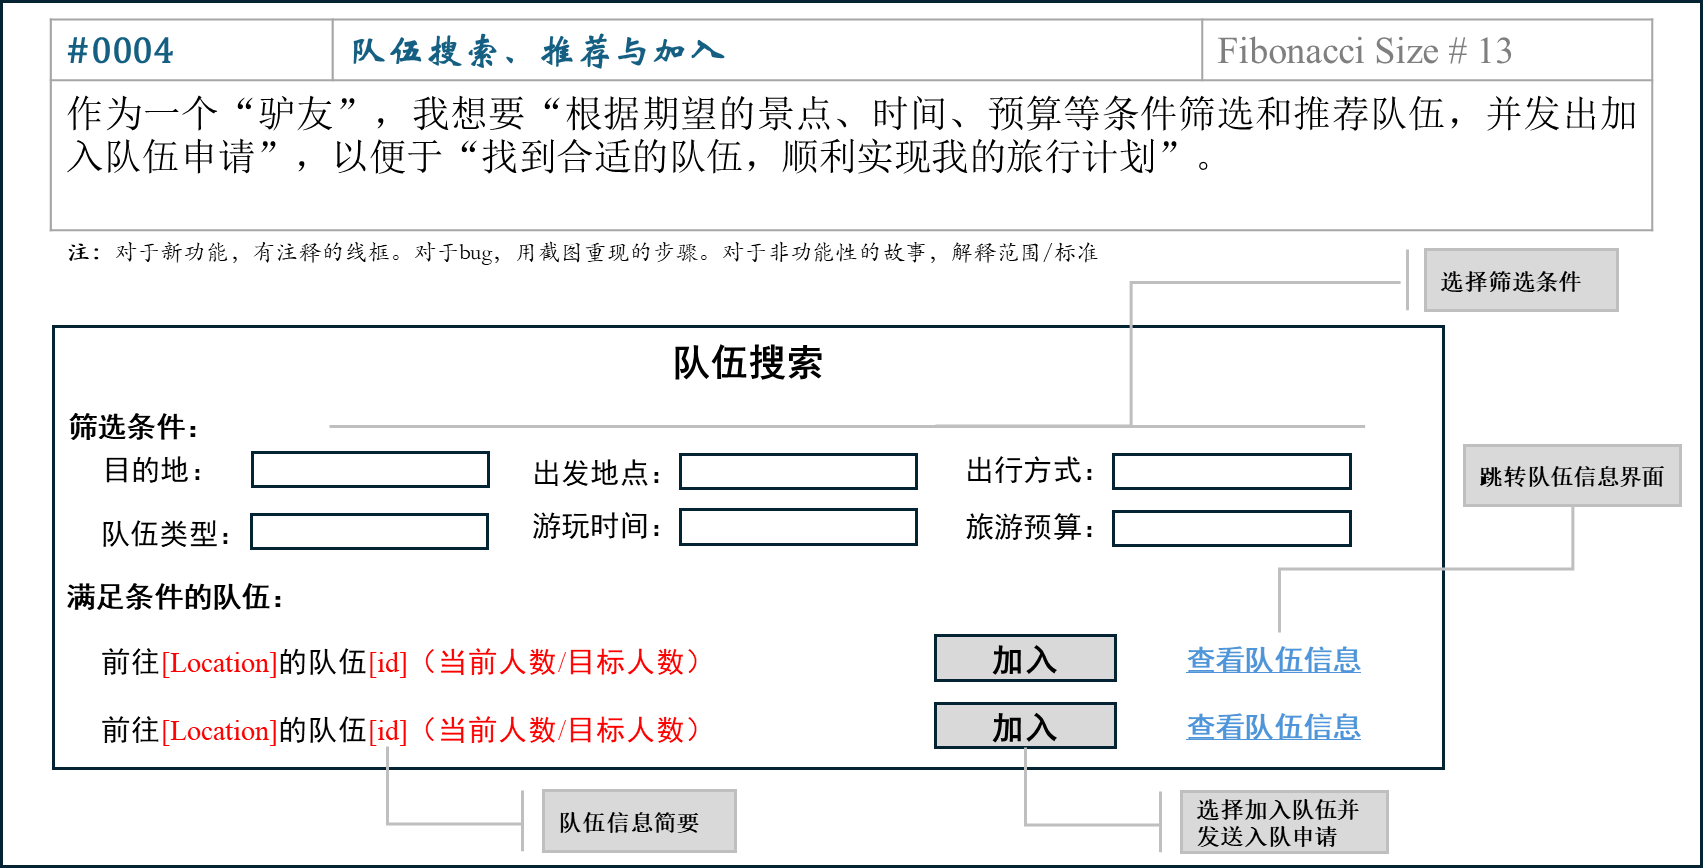 #0004
队伍搜索、推荐与加入
Fibonacci Size # 13
作为一个“驴友”，我想要“根据期望的景点、时间、预算等条件筛选和推荐队伍，并发出加
入队伍申请”，以便于“找到合适的队伍，顺利实现我的旅行计划”。
注：对于新功能，有注释的线框。对于bug，用截图重现的步骤。对于非功能性的故事，解释范围/标准
选择筛选条件
队伍搜索
筛选条件：
目的地：
出发地点：
出行方式：
跳转队伍信息界面
队伍类型：
游玩时间：
旅游预算：
满足条件的队伍：
前往[Location]的队伍[id]（当前人数/目标人数）
加入
查看队伍信息
前往[Location]的队伍[id]（当前人数/目标人数）
加入
查看队伍信息
队伍信息简要
选择加入队伍并
发送入队申请